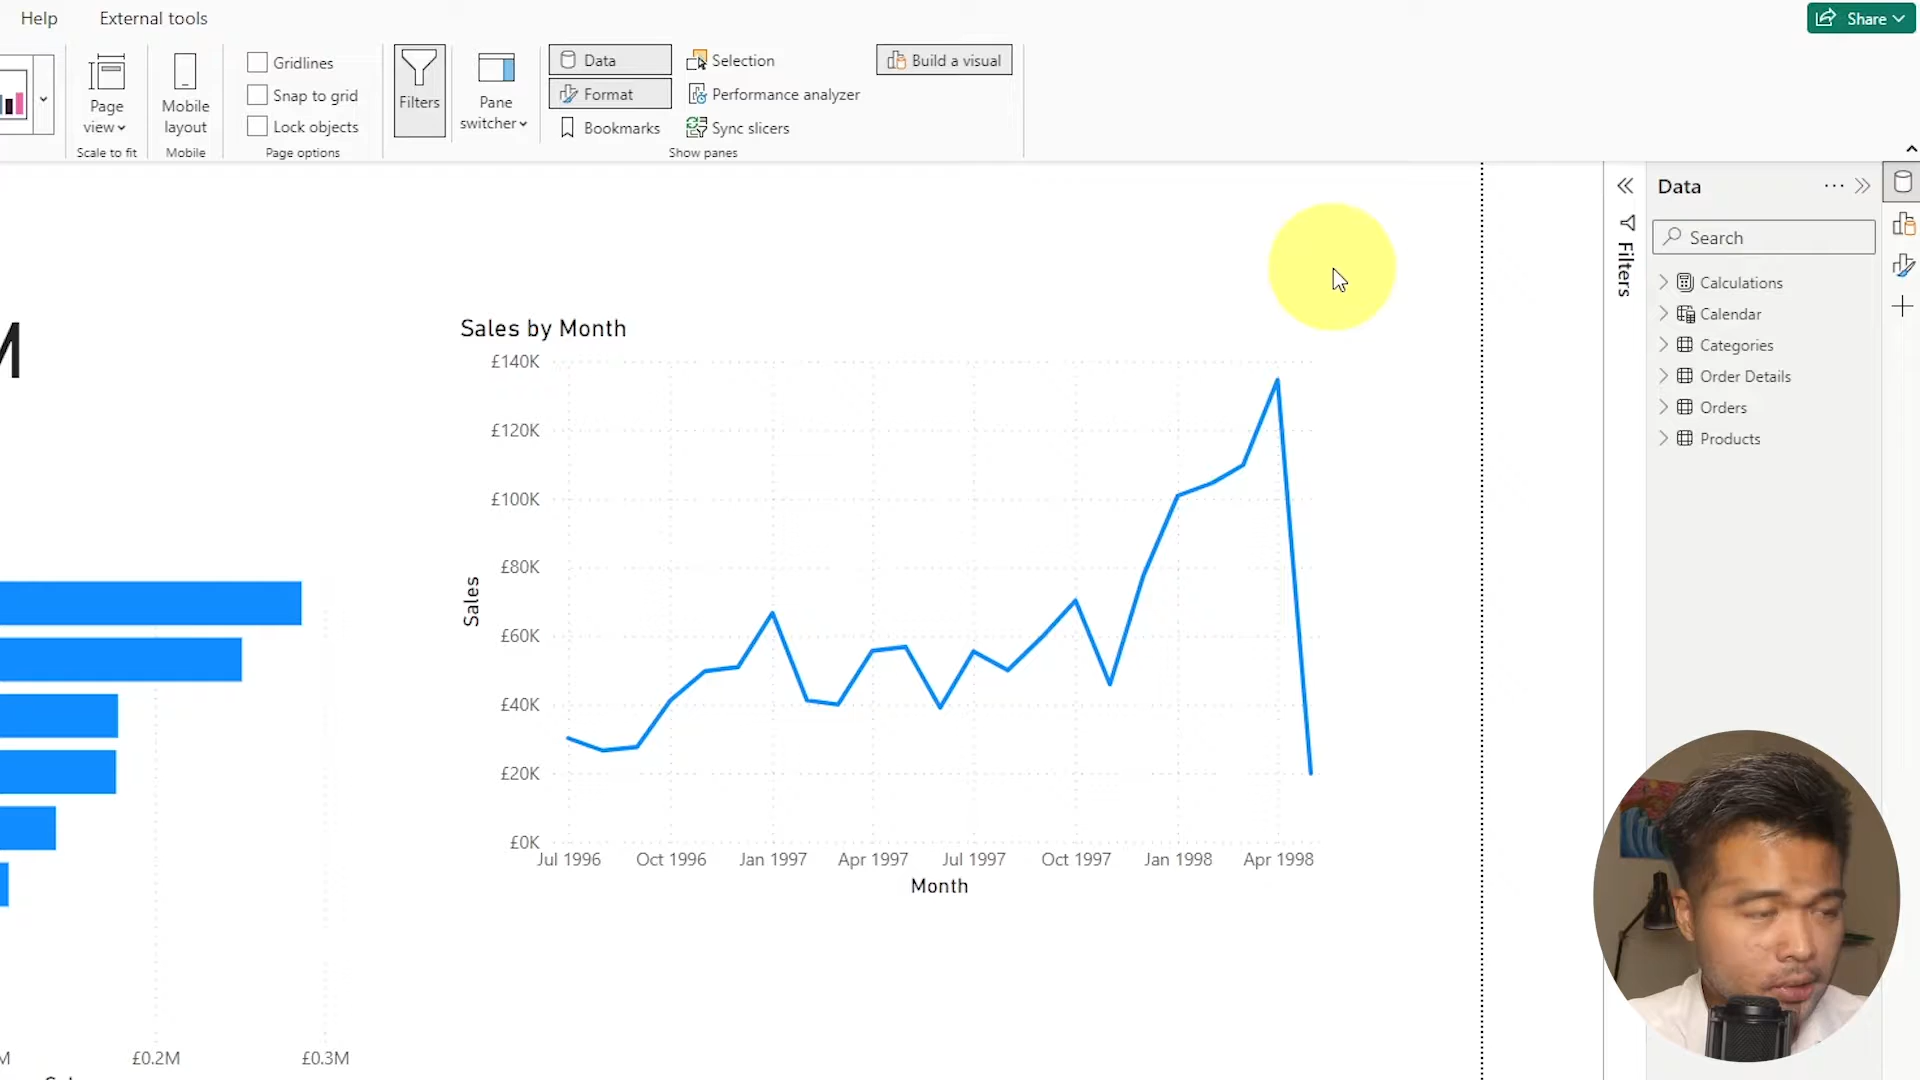 Help
External tools
Share
Page view
Mobile layout
Gridlines
Snap to grid
Lock objects
Filters
Pane switcher
Data
Format
Bookmarks
Selection
Performance analyzer
Sync slicers
Build a visual
Scale to fit
Mobile
Page options
Show panes
Filters
Data
Search
Calculations
Calendar
Categories
Order Details
Orders
Products
M
Sales by Month
£140K
£120K
£100K
£80K
£60K
£40K
£20K
£0K
Sales
Jul 1996
Oct 1996
Jan 1997
Apr 1997
Jul 1997
Oct 1997
Jan 1998
Apr 1998
Month
M
£0.2M
£0.3M